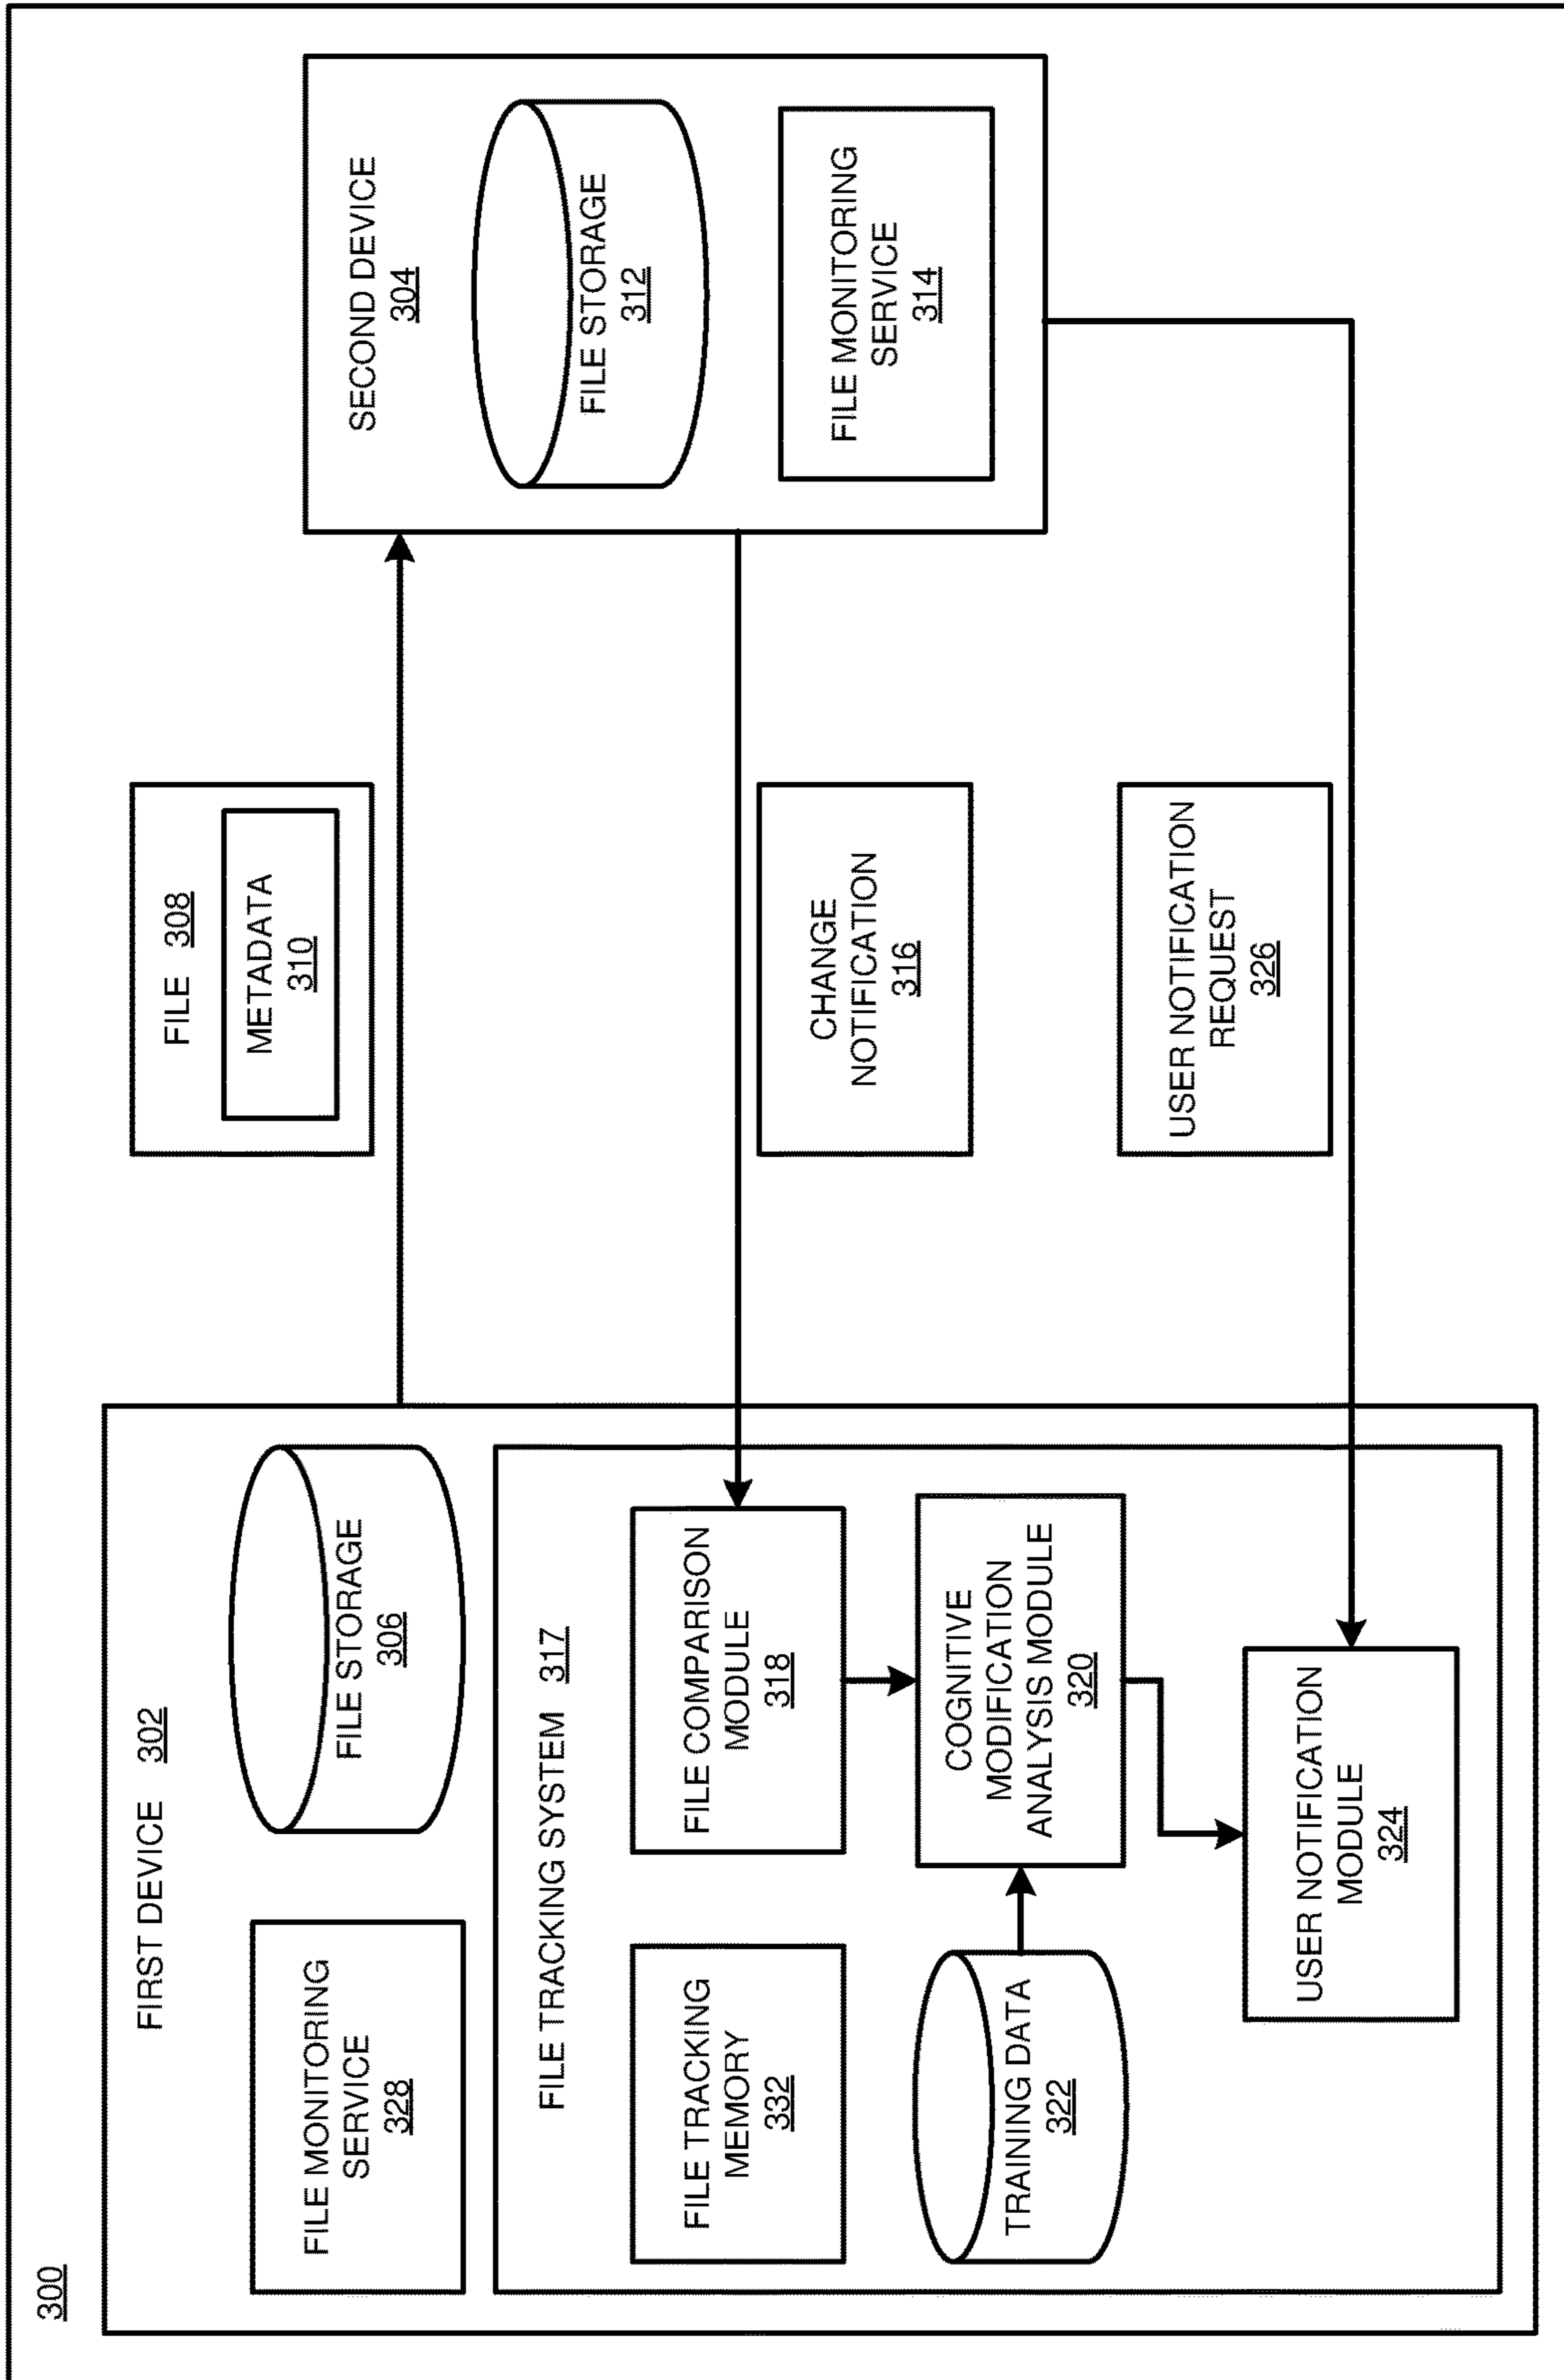 300
FIRST DEVICE 302
FILE MONITORING
SERVICE
328
FILE STORAGE
306
FILE TRACKING SYSTEM 317
FILE TRACKING
MEMORY
332
FILE COMPARISON
MODULE
318
TRAINING DATA
322
COGNITIVE
MODIFICATION
ANALYSIS MODULE
320
USER NOTIFICATION
MODULE
324
FILE 308
METADATA
310
CHANGE
NOTIFICATION
316
USER NOTIFICATION
REQUEST
326
SECOND DEVICE
304
FILE STORAGE
312
FILE MONITORING
SERVICE
314